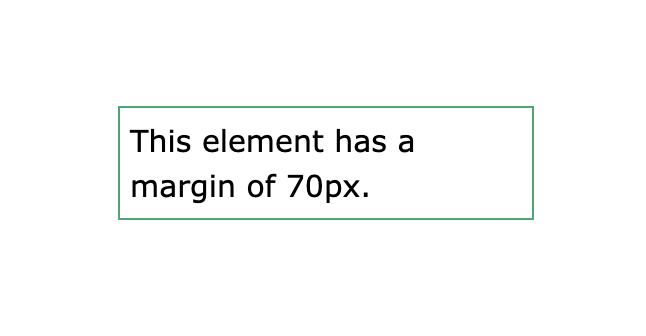 This element has a
margin of 70px.